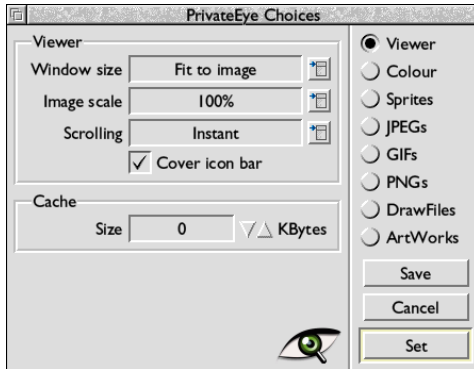 PrivateEye Choices
Viewer
Window size Fit to image
Image scale 100%
Scrolling Instant
Cover icon bar
Cache
Size 0 KBytes
Viewer
Colour
Sprites
JPEGs
GIFs
PNGs
DrawFiles
ArtWorks
Save
Cancel
Set